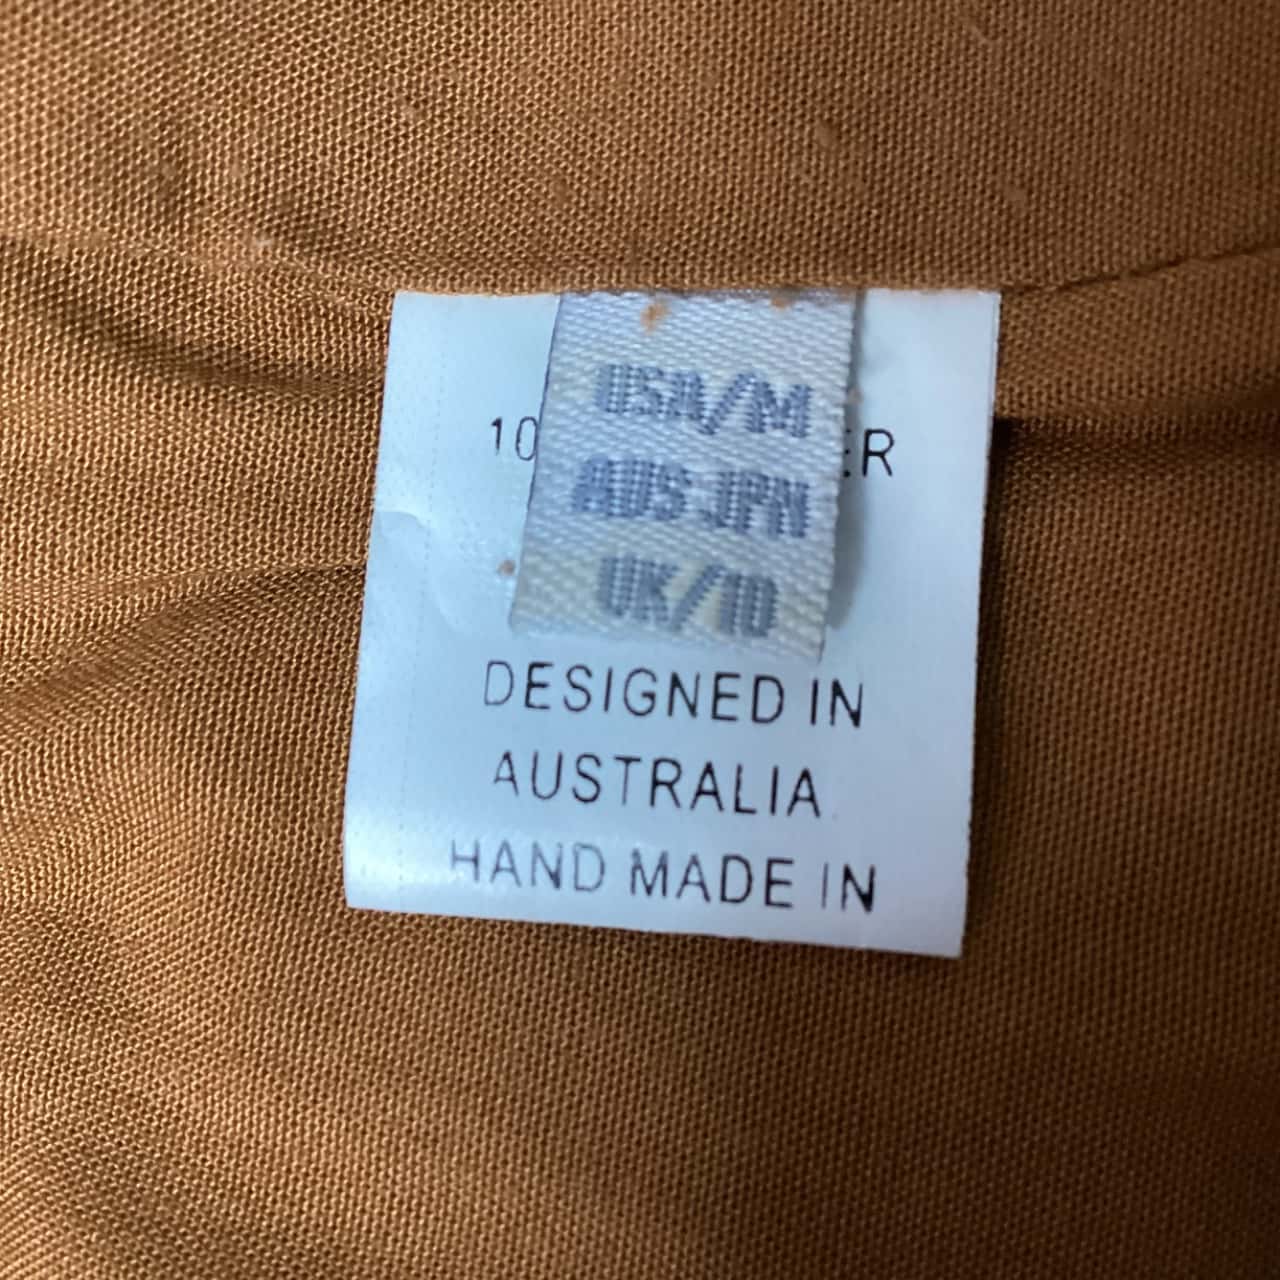 USA/M
AUS JPN
UK/10
DESIGNED IN
AUSTRALIA
HAND MADE IN